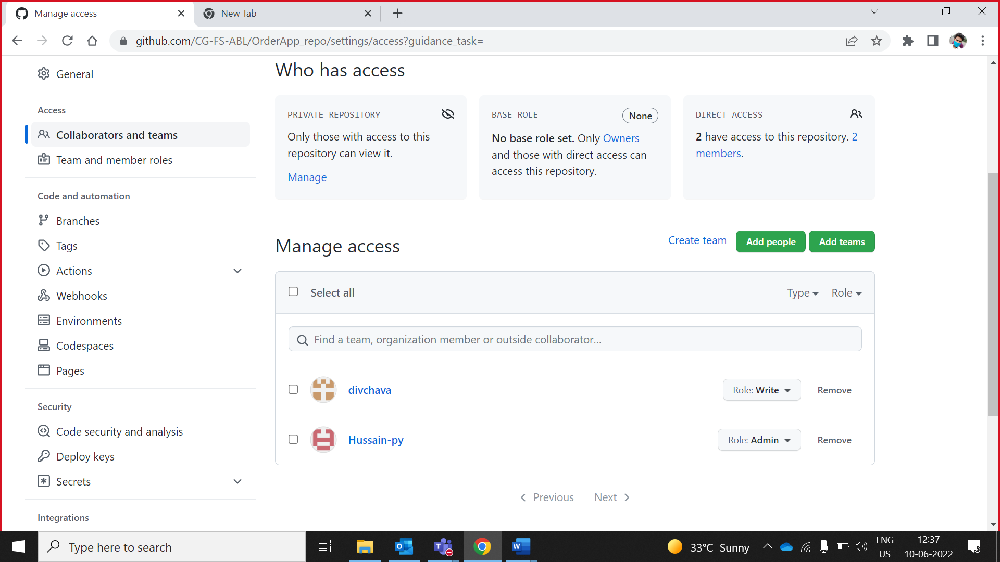 Manage access
New Tab
github.com/CG-FS-ABL/OrderApp_repo/settings/access?guidance_task=
General
Access
Collaborators and teams
Team and member roles
Code and automation
Branches
Tags
Actions
Webhooks
Environments
Codespaces
Pages
Security
Code security and analysis
Deploy keys
Secrets
Integrations
Who has access
PRIVATE REPOSITORY
Only those with access to this
repository can view it.
Manage
BASE ROLE
None
No base role set. Only Owners
and those with direct access can
access this repository.
DIRECT ACCESS
2 have access to this repository. 2
members.
Manage access
Create team
Add people
Add teams
Select all
Type
Role
Find a team, organization member or outside collaborator...
divchava
Role: Write
Remove
Hussain-py
Role: Admin
Remove
Previous
Next
Type here to search
33°C Sunny
ENG
US
12:37
10-06-2022